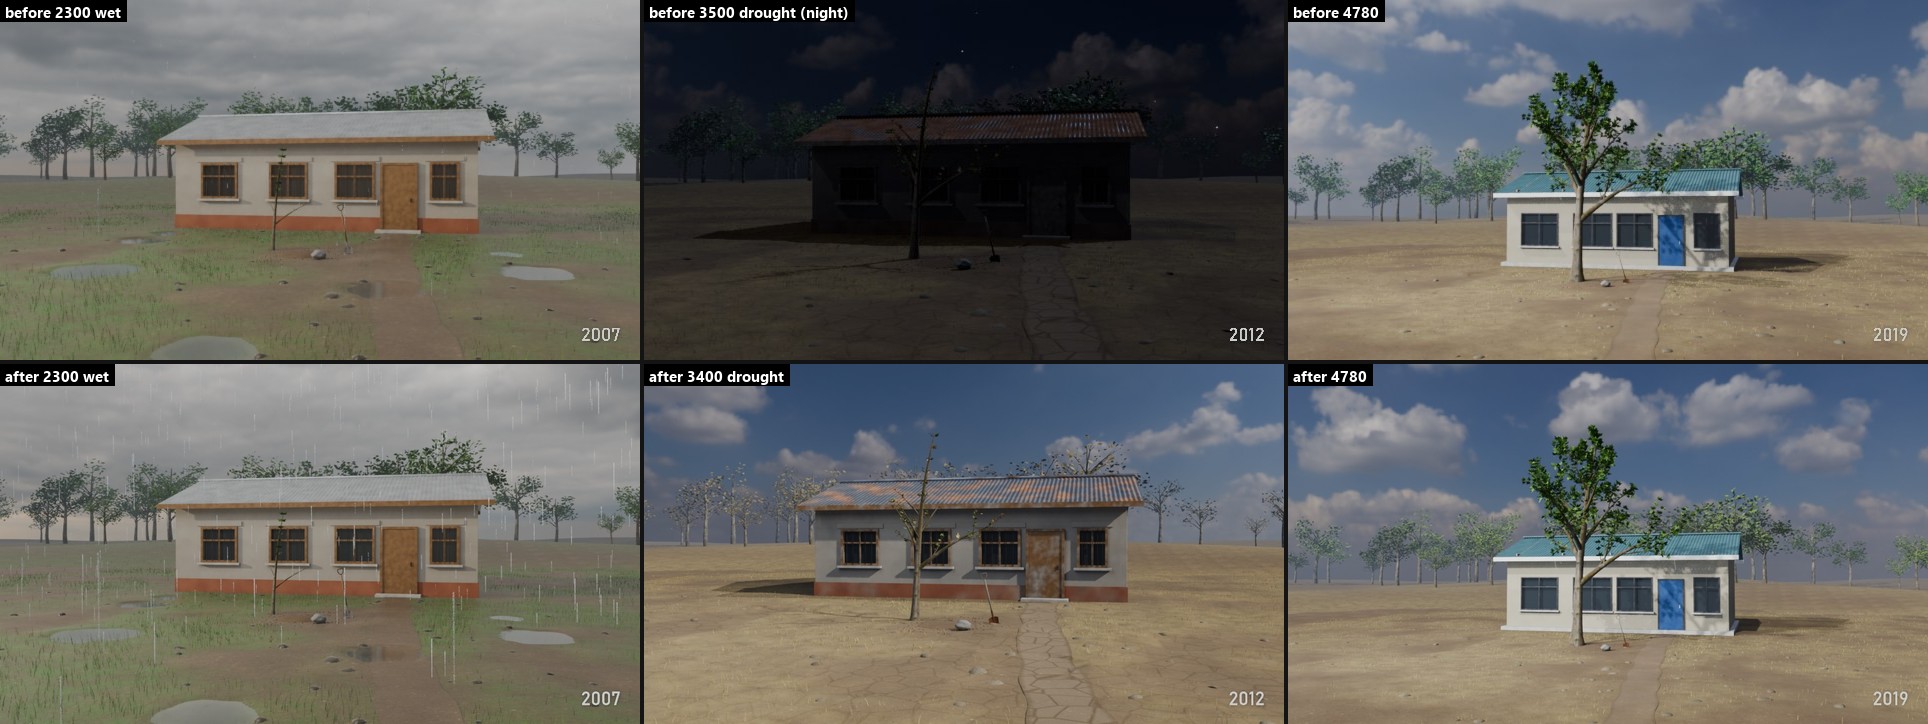 before 2300 wet
before 3500 drought (night)
before 4780
2007
2012
2019
after 2300 wet
after 3400 drought
after 4780
2007
2012
2019